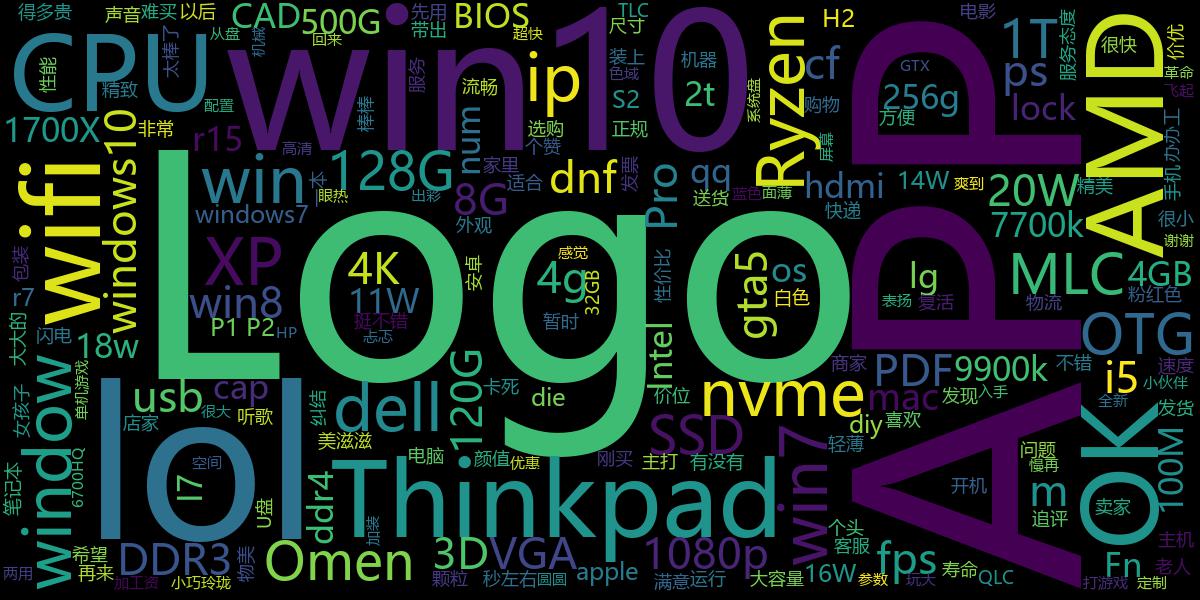 得多贵
声音
难买
以后
CAD
500G
先用
带出
BIOS
超快
TLC
尺寸
H2
电影
1T
服务态度
很快
价优
CPU
性能
精致
太棒了
从盘
机械
回来
win10
服务
流畅
ip
装上
色域
S2
机器
2t
系统盘
Ryzen
cf
购物
GTX
256g
方便
ps
lock
AMD
革命
飞起
1700X
windows10
非常
配置
r15
高清
棒棒
num
家里
选购
个赞
正规
屏幕
APP
wifi
win
128G
一本
眼热
出彩
8G
适合
dnf
发票
Pro
qq
送货
蓝色
面薄
hdmi
快递
14W
爽到
20W
精美
手机
办办工
windows7
外观
7700k
很小
谢谢
包装
XP
Logo
4K
安卓
感觉
4g
32GB
性价比
gta5
os
白色
lg
表扬
复活
MLC
4GB
物流
粉红色
r7
win8
11W
挺不错
忐忑
P1
P2
HP
暂时
OTG
大大的
闪电
18w
Intel
商家
PDF
9900k
不错
速度
window
单机游戏
usb
cap
很大
听歌
纠结
dell
120G
卡死
die
价位
nvme
mac
发现
入手
i5
小伙伴
全新
发货
女孩子
店家
lol
美滋滋
diy
喜欢
I7
空间
电脑
颜值
优惠
SSD
刚买
主打
有没有
轻薄
win7
OK
问题
慢再
100M
笔记本
6700HQ
U盘
ddr4
Thinkpad
加装
开机
m
追评
卖家
希望
再来
DDR3
物美
Omen
3D
VGA
1080p
个头
客服
fps
寿命
Fn
主机
老人
两用
加工资
小巧玲珑
颗粒
秒左右
圆圆
apple
满意
运行
大容量
16W
参数
玩大
QLC
打游戏
定制